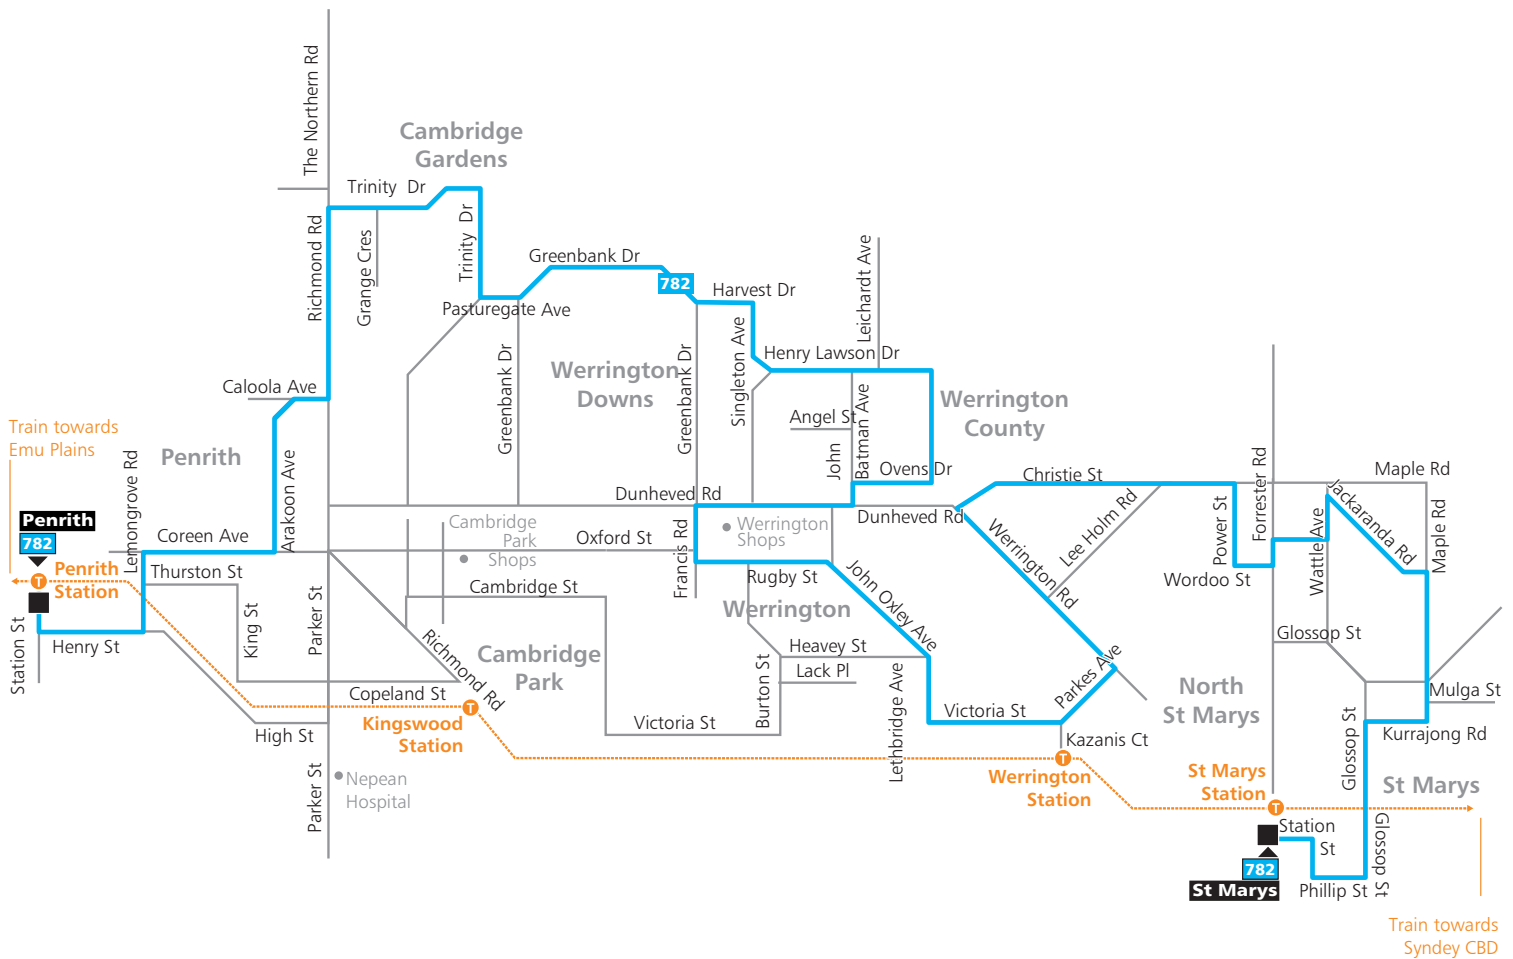 The Northern Rd
Cambridge
Gardens
Trinity Dr
Richmond Rd
Grange Cres
Trinity Dr
Greenbank Dr
782
Harvest Dr
Pasturegate Ave
Leichardt Ave
Singleton Ave
Henry Lawson Dr
Greenbank Dr
Werrington
Downs
Greenbank Dr
Caloola Ave
Angel St
John
Batman Ave
Werrington
County
Train towards
Emu Plains
Penrith
Lemongrove Rd
Arakoon Ave
Ovens Dr
Christie St
Forrester Rd
Maple Rd
Dunheved Rd
Dunheved Rd
Lee Holm Rd
Power St
Jackaranda Rd
Maple Rd
Wattle Ave
Penrith
782
Coreen Ave
Cambridge
Park
Shops
Oxford St
Francis Rd
Werrington
Shops
Werrington Rd
Penrith
Station
Thurston St
Cambridge St
Rugby St
John Oxley Ave
Wordoo St
Werrington
Station St
Henry St
King St
Parker St
Richmond Rd
Cambridge
Park
Heavey St
Lack Pl
Burton St
Lethbridge Ave
Parkes Ave
Glossop St
North
St Marys
Mulga St
Copeland St
Kingswood
Station
High St
Victoria St
Victoria St
Kazanis Ct
Glossop St
Kurrajong Rd
Parker St
Nepean
Hospital
Werrington
Station
St Marys
Station
St Marys
Station
St
Glossop St
782
St Marys
Phillip St
Train towards
Syndey CBD
T
T
T
T